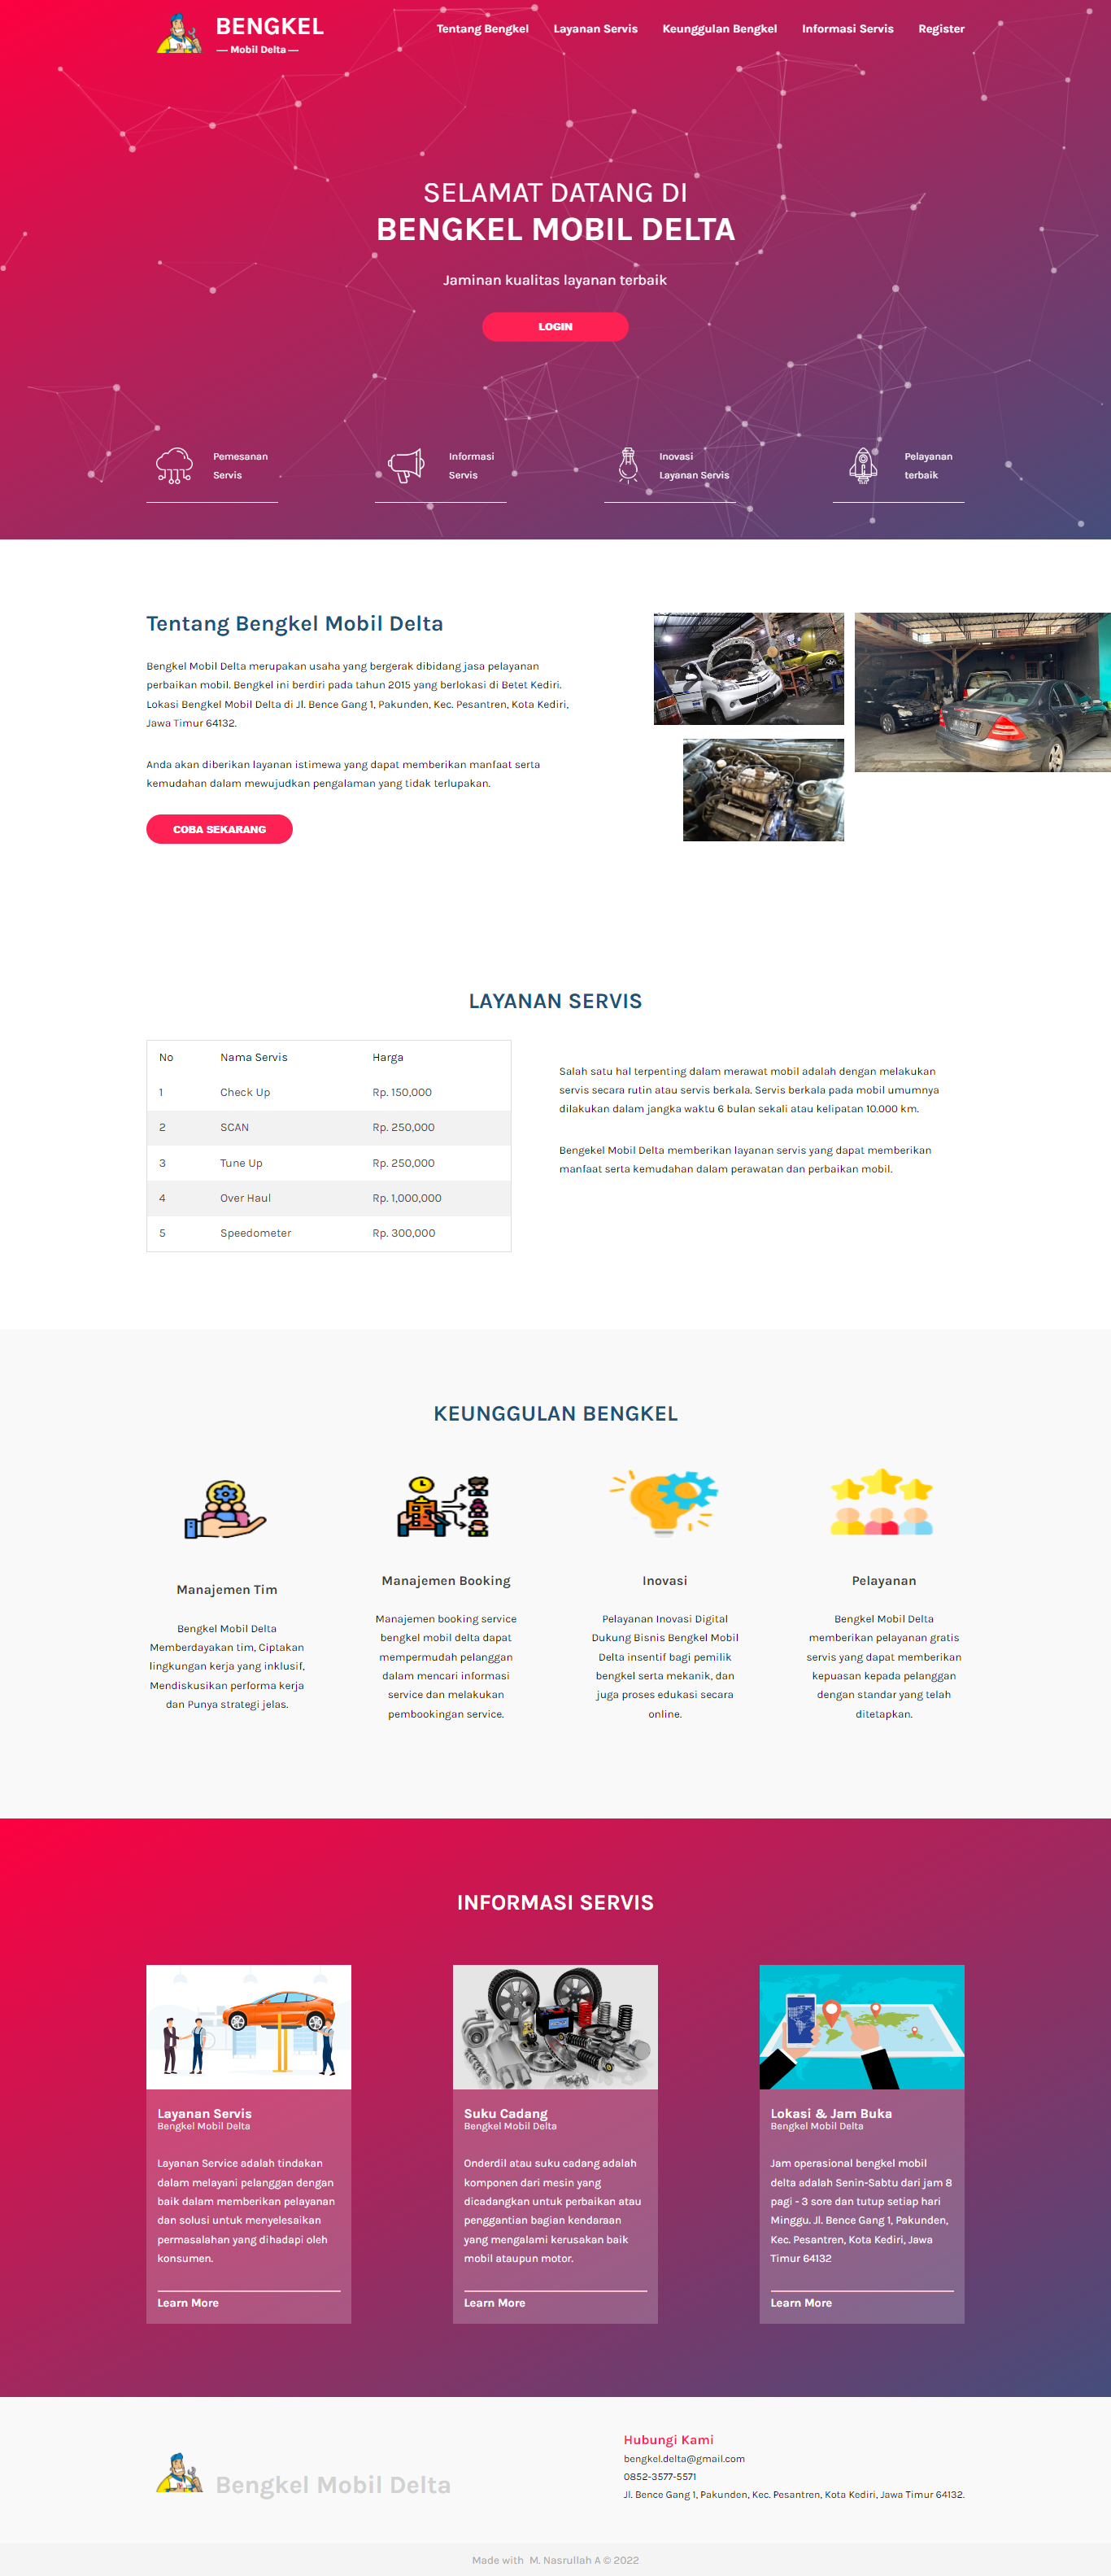 BENGKEL
— Mobil Delta —
Tentang Bengkel
Layanan Servis
Keunggulan Bengkel
Informasi Servis
Register
SELAMAT DATANG DI
BENGKEL MOBIL DELTA
Jaminan kualitas layanan terbaik
LOGIN
Pemesanan
Servis
Informasi
Servis
Inovasi
Layanan Servis
Pelayanan
terbaik
Tentang Bengkel Mobil Delta
Bengkel Mobil Delta merupakan usaha yang bergerak dibidang jasa pelayanan
perbaikan mobil. Bengkel ini berdiri pada tahun 2015 yang berlokasi di Betet Kediri.
Lokasi Bengkel Mobil Delta di Jl. Bence Gang 1, Pakunden, Kec. Pesantren, Kota Kediri,
Jawa Timur 64132.
Anda akan diberikan layanan istimewa yang dapat memberikan manfaat serta
kemudahan dalam mewujudkan pengalaman yang tidak terlupakan.
COBA SEKARANG
LAYANAN SERVIS
No Nama Servis Harga
1 Check Up Rp. 150,000
2 SCAN Rp. 250,000
3 Tune Up Rp. 250,000
4 Over Haul Rp. 1,000,000
5 Speedometer Rp. 300,000
Salah satu hal terpenting dalam merawat mobil adalah dengan melakukan
servis secara rutin atau servis berkala. Servis berkala pada mobil umumnya
dilakukan dalam jangka waktu 6 bulan sekali atau kelipatan 10.000 km.
Bengekel Mobil Delta memberikan layanan servis yang dapat memberikan
manfaat serta kemudahan dalam perawatan dan perbaikan mobil.
KEUNGGULAN BENGKEL
Manajemen Tim
Bengkel Mobil Delta
Memberdayakan tim, Ciptakan
lingkungan kerja yang inklusif,
Mendiskusikan performa kerja
dan Punya strategi jelas.
Manajemen Booking
Manajemen booking service
bengkel mobil delta dapat
mempermudah pelanggan
dalam mencari informasi
service dan melakukan
pembookingan service.
Inovasi
Pelayanan Inovasi Digital
Dukung Bisnis Bengkel Mobil
Delta insentif bagi pemilik
bengkel serta mekanik, dan
juga proses edukasi secara
online.
Pelayanan
Bengkel Mobil Delta
memberikan pelayanan gratis
servis yang dapat memberikan
kepuasan kepada pelanggan
dengan standar yang telah
ditetapkan.
INFORMASI SERVIS
Layanan Servis
Bengkel Mobil Delta
Layanan Service adalah tindakan
dalam melayani pelanggan dengan
baik dalam memberikan pelayanan
dan solusi untuk menyelesaikan
permasalahan yang dihadapi oleh
konsumen.
Learn More
Suku Cadang
Bengkel Mobil Delta
Onderdil atau suku cadang adalah
komponen dari mesin yang
dicadangkan untuk perbaikan atau
penggantian bagian kendaraan
yang mengalami kerusakan baik
mobil ataupun motor.
Learn More
Lokasi & Jam Buka
Bengkel Mobil Delta
Jam operasional bengkel mobil
delta adalah Senin-Sabtu dari jam 8
pagi - 3 sore dan tutup setiap hari
Minggu. Jl. Bence Gang 1, Pakunden,
Kec. Pesantren, Kota Kediri, Jawa
Timur 64132
Learn More
Bengkel Mobil Delta
Hubungi Kami
bengkel.delta@gmail.com
0852-3577-5571
Jl. Bence Gang 1, Pakunden, Kec. Pesantren, Kota Kediri, Jawa Timur 64132.
Made with M. Nasrullah A © 2022